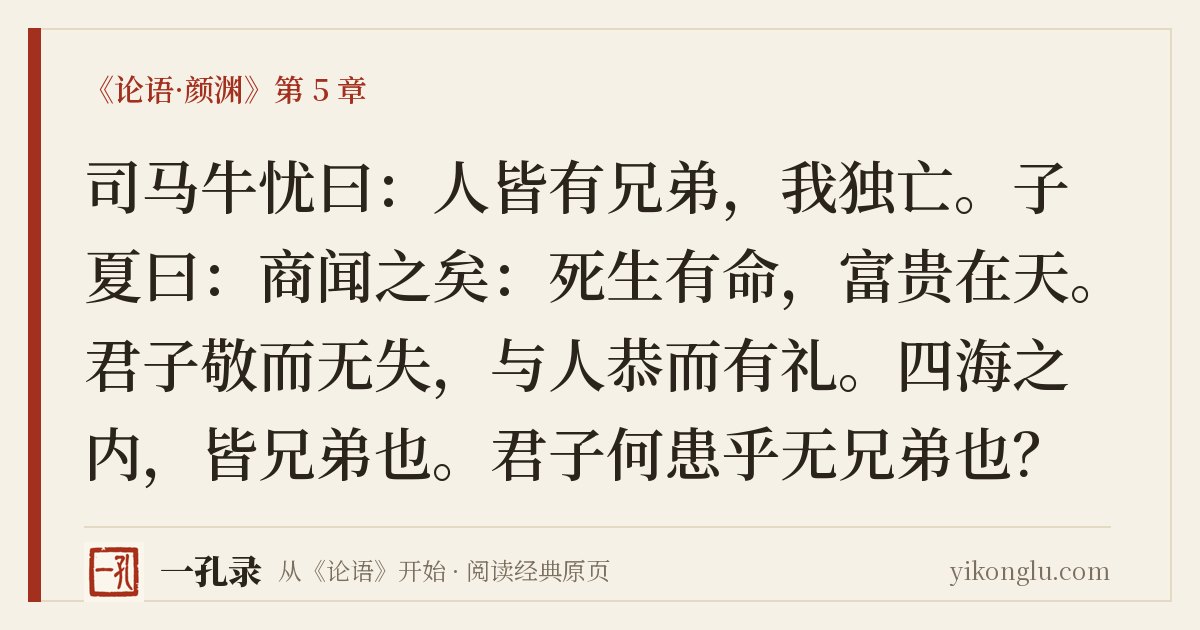 《论语·颜渊》第 5 章
司马牛忧曰：人皆有兄弟，我独亡。子
夏曰：商闻之矣：死生有命，富贵在天。
君子敬而无失，与人恭而有礼。四海之
内，皆兄弟也。君子何患乎无兄弟也？
一孔 一孔录 从《论语》开始 · 阅读经典原页 yikonglu.com